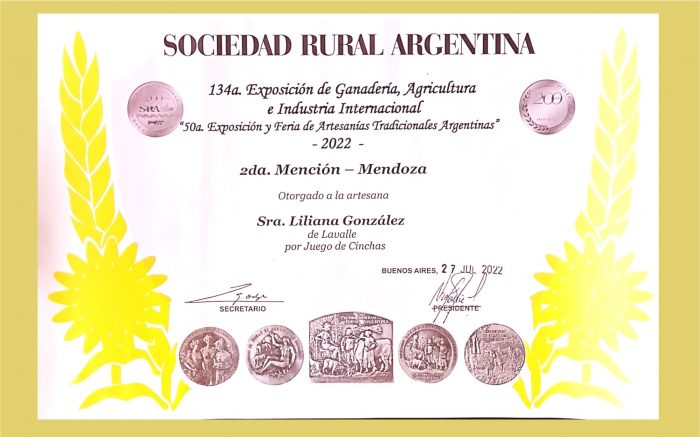 SOCIEDAD RURAL ARGENTINA
134a. Exposición de Ganadería, Agricultura
e Industria Internacional
"50a. Exposición y Feria de Artesanías Tradicionales Argentinas"
- 2022 -
SRA
200
2da. Mención – Mendoza
Otorgado a la artesana
Sra. Liliana González
de Lavalle
por Juego de Cinchas
BUENOS AIRES, 27 JUL 2022
SECRETARIO
PRESIDENTE